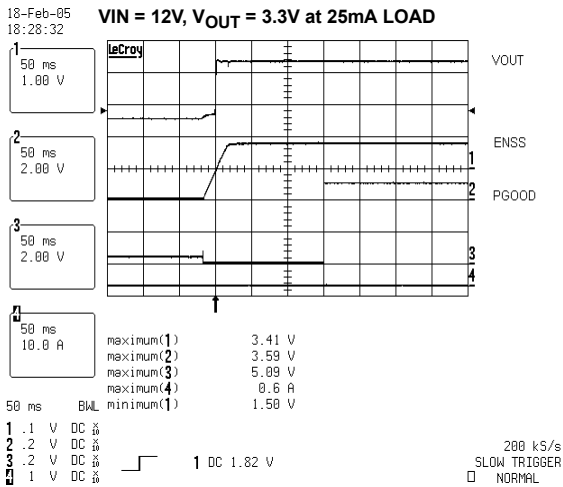 18-Feb-05
18:28:32
VIN = 12V, VOUT = 3.3V at 25mA LOAD
LeCroy
1
50 ms
1.00 V
2
50 ms
2.00 V
3
50 ms
2.00 V
4
50 ms
10.0 A
VOUT
ENSS
PGOOD
1
2
3
4
maximum(1) 3.41 V
maximum(2) 3.59 V
maximum(3) 5.09 V
maximum(4) 0.6 A
minimum(1) 1.50 V
50 ms BWL
1 .1 V DC X10
2 .2 V DC X10
3 .2 V DC X10
4 1 V DC X10
1 DC 1.82 V
200 kS/s
SLOW TRIGGER
NORMAL